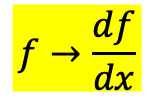 f → df/dx